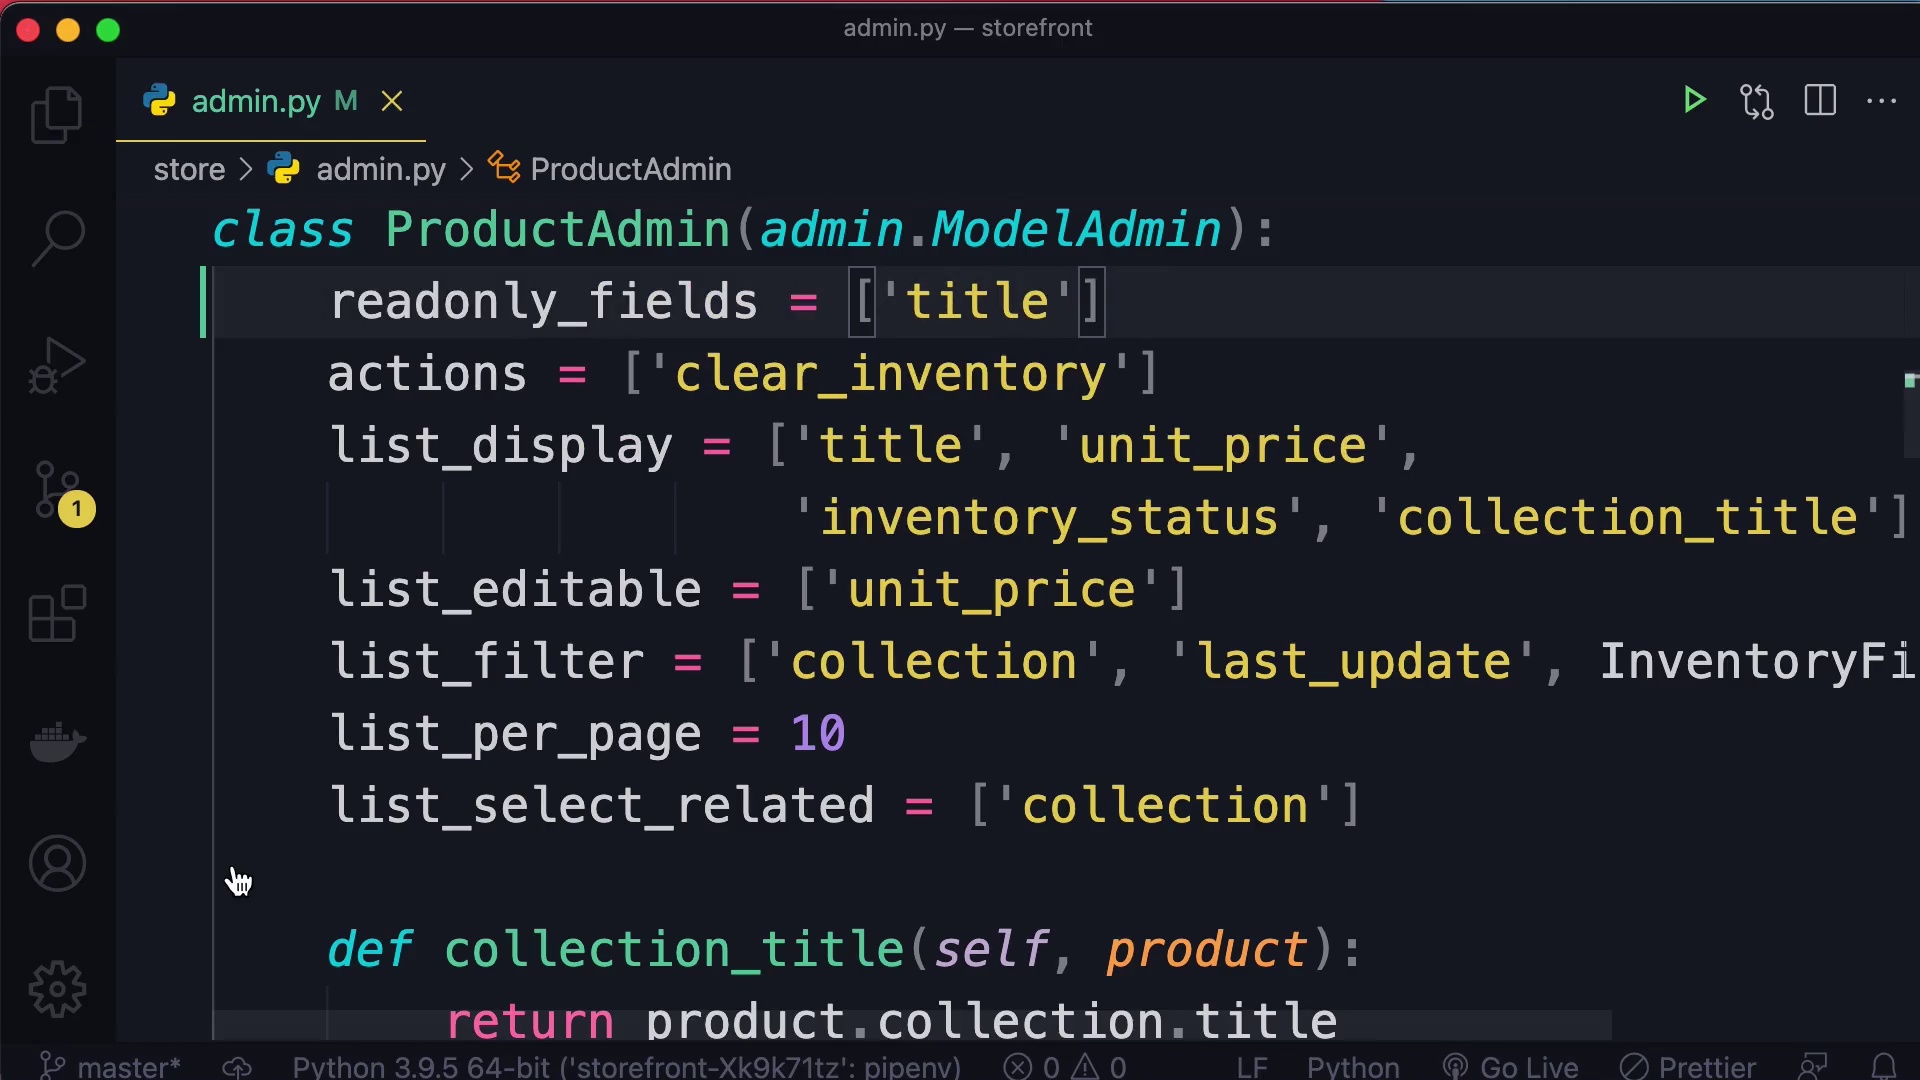 admin.py — storefront
admin.py M
store > admin.py > ProductAdmin
class ProductAdmin(admin.ModelAdmin):
readonly_fields = ['title']
actions = ['clear_inventory']
list_display = ['title', 'unit_price',
'inventory_status', 'collection_title']
list_editable = ['unit_price']
list_filter = ['collection', 'last_update', InventoryFi
list_per_page = 10
list_select_related = ['collection']
def collection_title(self, product):
return product.collection.title
1
master* Python 3.9.5 64-bit ('storefront-Xk9k71tz': pipenv) 0 0 LF Python Go Live Prettier